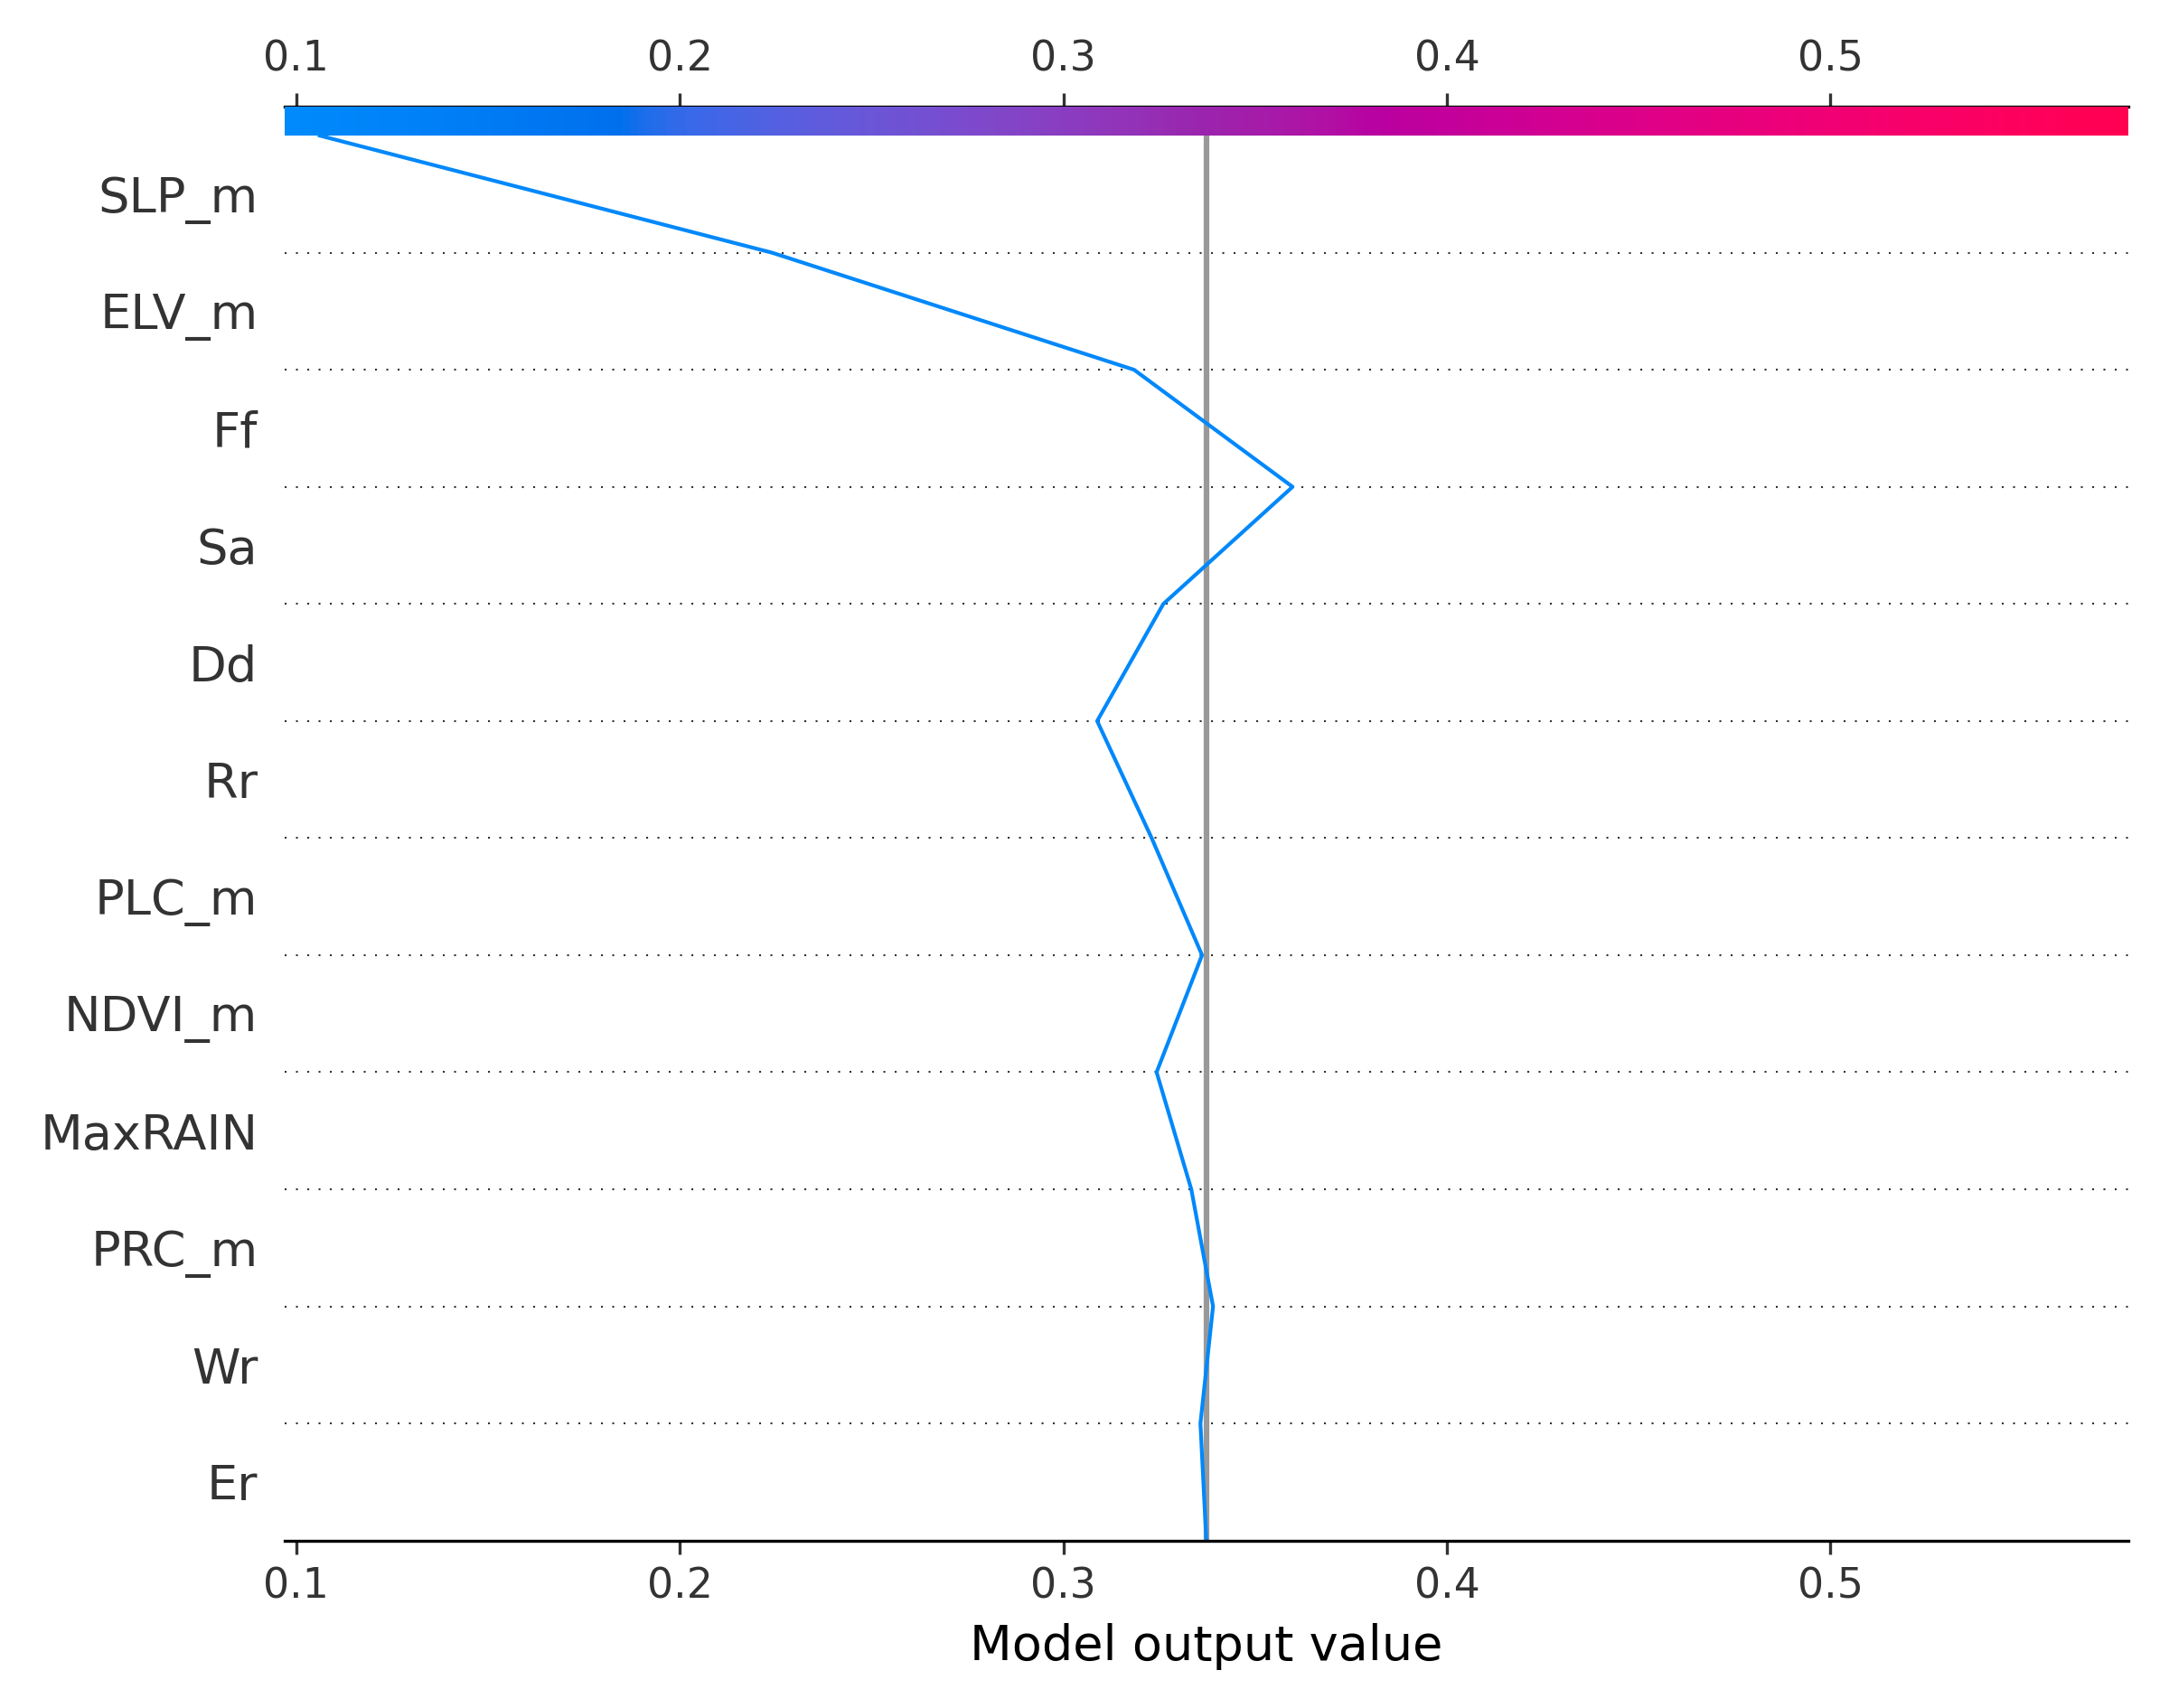 0.1 0.2 0.3 0.4 0.5
SLP_m
ELV_m
Ff
Sa
Dd
Rr
PLC_m
NDVI_m
MaxRAIN
PRC_m
Wr
Er
0.1 0.2 0.3 0.4 0.5
Model output value